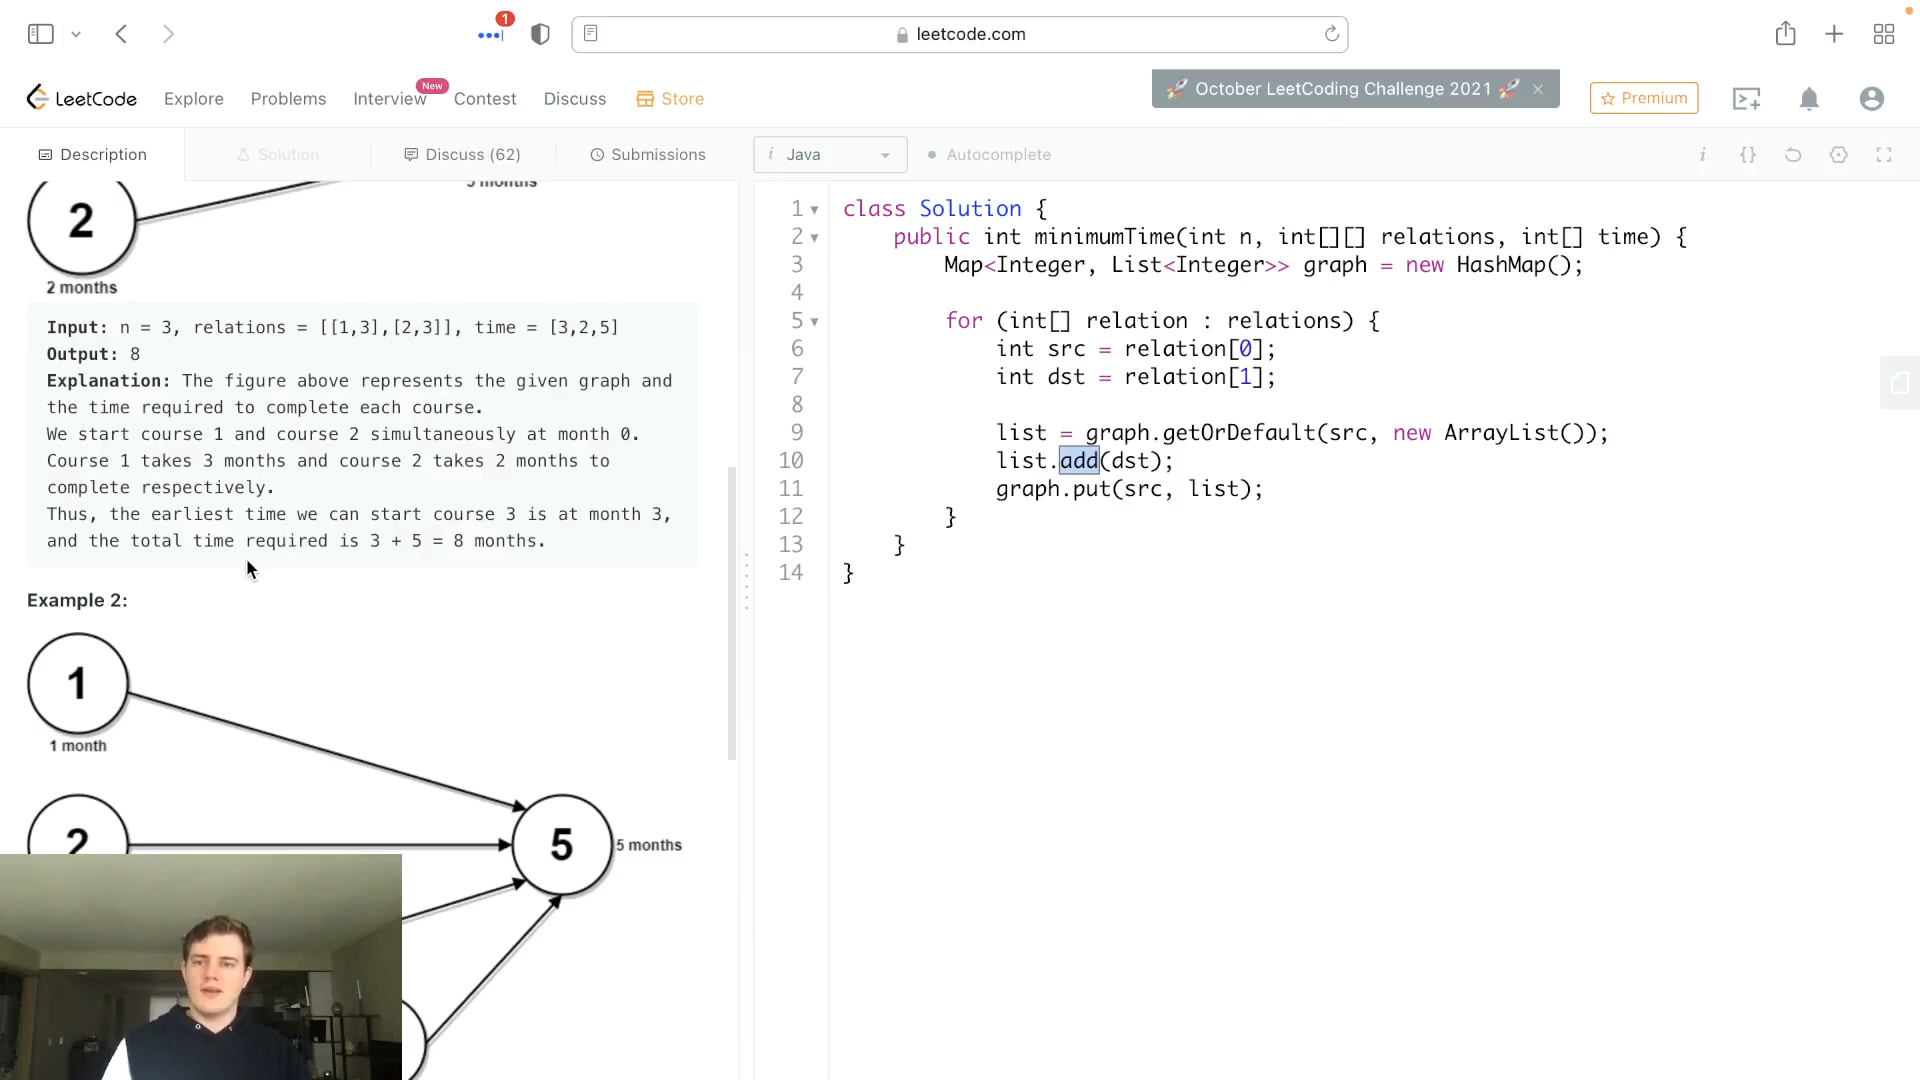 1
leetcode.com
LeetCode
Explore
Problems
Interview
New
Contest
Discuss
Store
🚀 October LeetCoding Challenge 2021 🚀 ×
Premium
Description
Solution
Discuss (62)
Submissions
i Java
Autocomplete
i
{}
2
2 months
Input: n = 3, relations = [[1,3],[2,3]], time = [3,2,5]
Output: 8
Explanation: The figure above represents the given graph and
the time required to complete each course.
We start course 1 and course 2 simultaneously at month 0.
Course 1 takes 3 months and course 2 takes 2 months to
complete respectively.
Thus, the earliest time we can start course 3 is at month 3,
and the total time required is 3 + 5 = 8 months.
Example 2:
1
1 month
2
5
5 months
1 class Solution {
2 public int minimumTime(int n, int[][] relations, int[] time) {
3 Map<Integer, List<Integer>> graph = new HashMap();
4
5 for (int[] relation : relations) {
6 int src = relation[0];
7 int dst = relation[1];
8
9 list = graph.getOrDefault(src, new ArrayList());
10 list.add(dst);
11 graph.put(src, list);
12 }
13 }
14 }